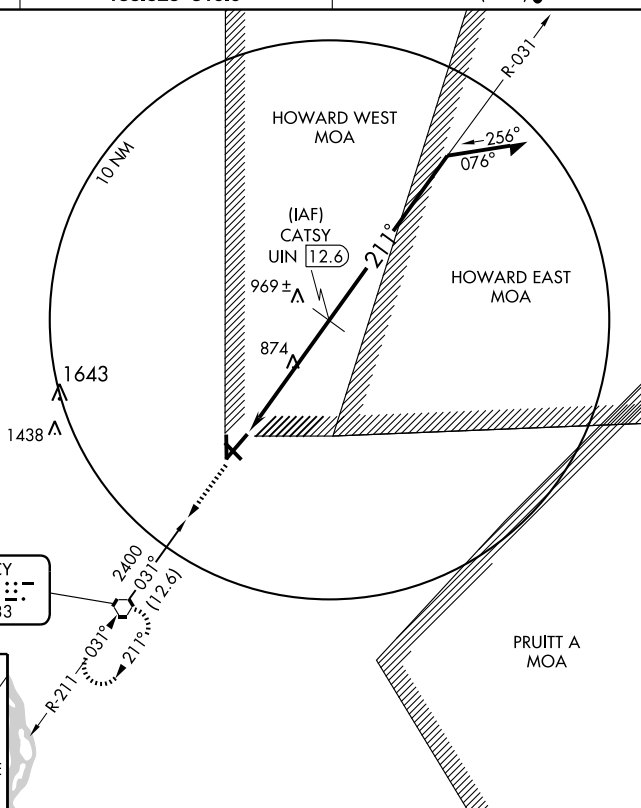 R-031
HOWARD WEST
MOA
256°
076°
10 NM
(IAF)
CATSY
UIN 12.6
211°
HOWARD EAST
MOA
969 ±
874
1643
1438
2400
031°
(12.6)
031°
211°
R-211
PRUITT A
MOA